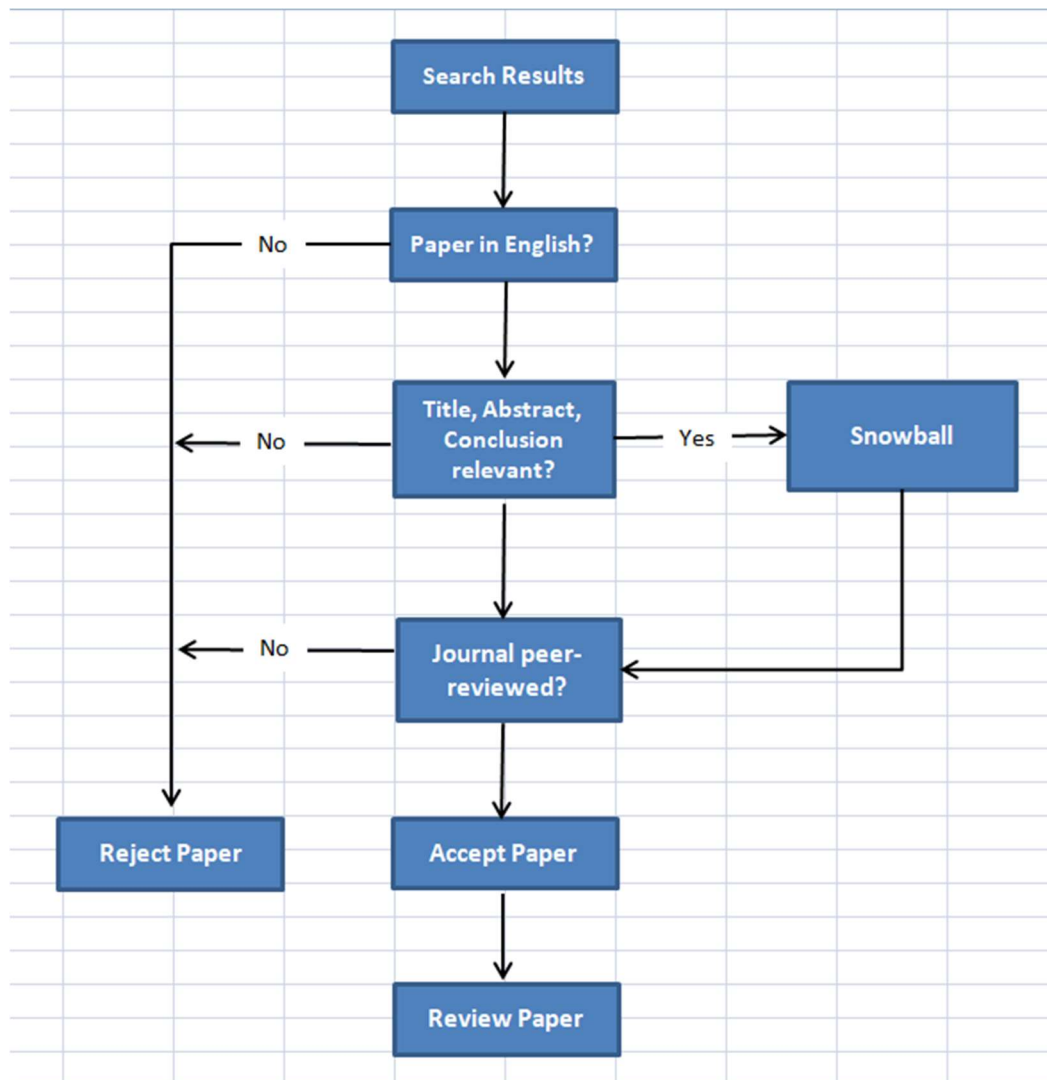 Search Results
No
Paper in English?
Title, Abstract,
Conclusion
relevant?
No
Yes
Snowball
No
Journal peer-
reviewed?
Reject Paper
Accept Paper
Review Paper